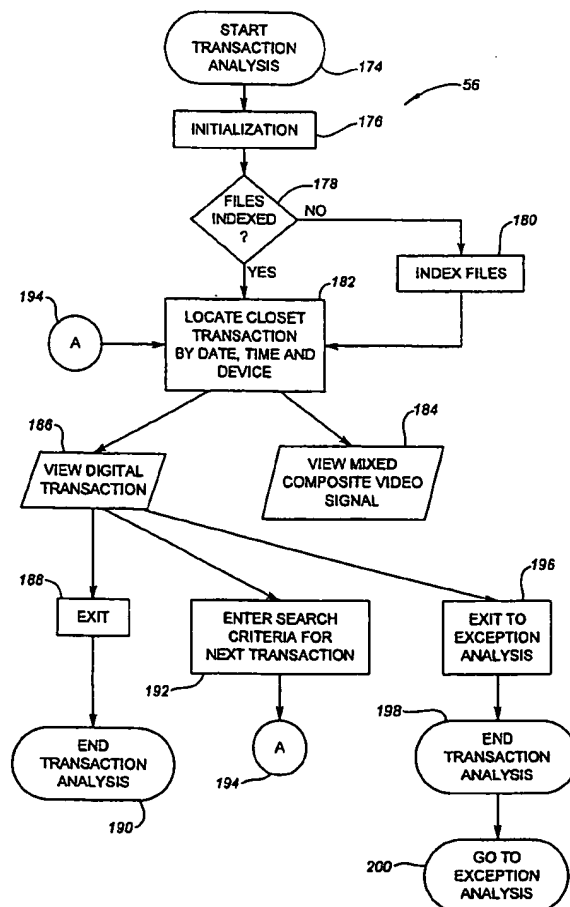 START
TRANSACTION
ANALYSIS
174
56
INITIALIZATION
176
178
FILES
INDEXED
?
NO
180
INDEX FILES
YES
182
194
A
LOCATE CLOSET
TRANSACTION
BY DATE, TIME AND
DEVICE
186
VIEW DIGITAL
TRANSACTION
184
VIEW MIXED
COMPOSITE VIDEO
SIGNAL
188
EXIT
ENTER SEARCH
CRITERIA FOR
NEXT TRANSACTION
192
196
EXIT TO
EXCEPTION
ANALYSIS
END
TRANSACTION
ANALYSIS
190
A
194
198
END
TRANSACTION
ANALYSIS
200
GO TO
EXCEPTION
ANALYSIS